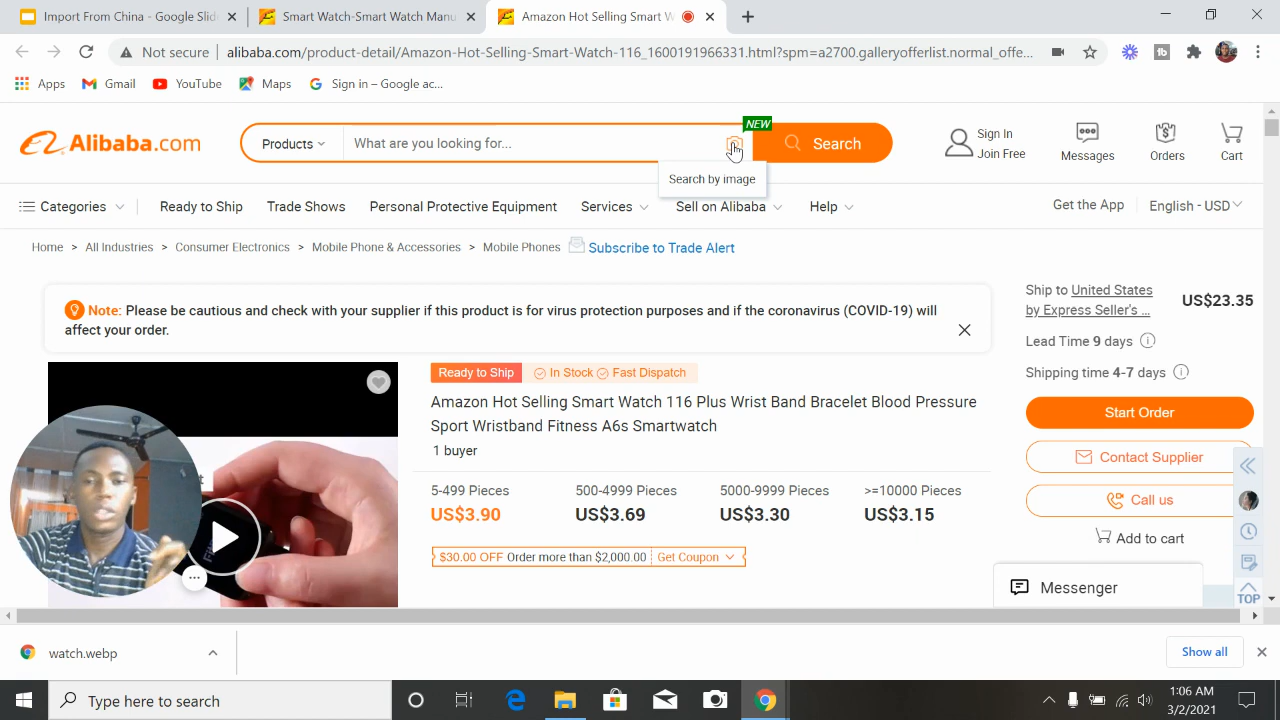 Import From China - Google Slid
Smart Watch-Smart Watch Manu
Amazon Hot Selling Smart W
Not secure
alibaba.com/product-detail/Amazon-Hot-Selling-Smart-Watch-116_1600191966331.html?spm=a2700.galleryofferlist.normal_offe...
Apps
Gmail
YouTube
Maps
Sign in – Google ac...
Alibaba.com
Products
What are you looking for...
NEW
Search
Search by image
Sign In
Join Free
Messages
Orders
Cart
Categories
Ready to Ship
Trade Shows
Personal Protective Equipment
Services
Sell on Alibaba
Help
Get the App
English - USD
Home > All Industries > Consumer Electronics > Mobile Phone & Accessories > Mobile Phones
Subscribe to Trade Alert
Note: Please be cautious and check with your supplier if this product is for virus protection purposes and if the coronavirus (COVID-19) will
affect your order.
Ship to United States
by Express Seller's ...
US$23.35
Lead Time 9 days
Shipping time 4-7 days
Start Order
Contact Supplier
Call us
Add to cart
Ready to Ship
In Stock
Fast Dispatch
Amazon Hot Selling Smart Watch 116 Plus Wrist Band Bracelet Blood Pressure
Sport Wristband Fitness A6s Smartwatch
1 buyer
5-499 Pieces
500-4999 Pieces
5000-9999 Pieces
>=10000 Pieces
US$3.90
US$3.69
US$3.30
US$3.15
$30.00 OFF Order more than $2,000.00
Get Coupon
Messenger
TOP
watch.webp
Show all
Type here to search
1:06 AM
3/2/2021